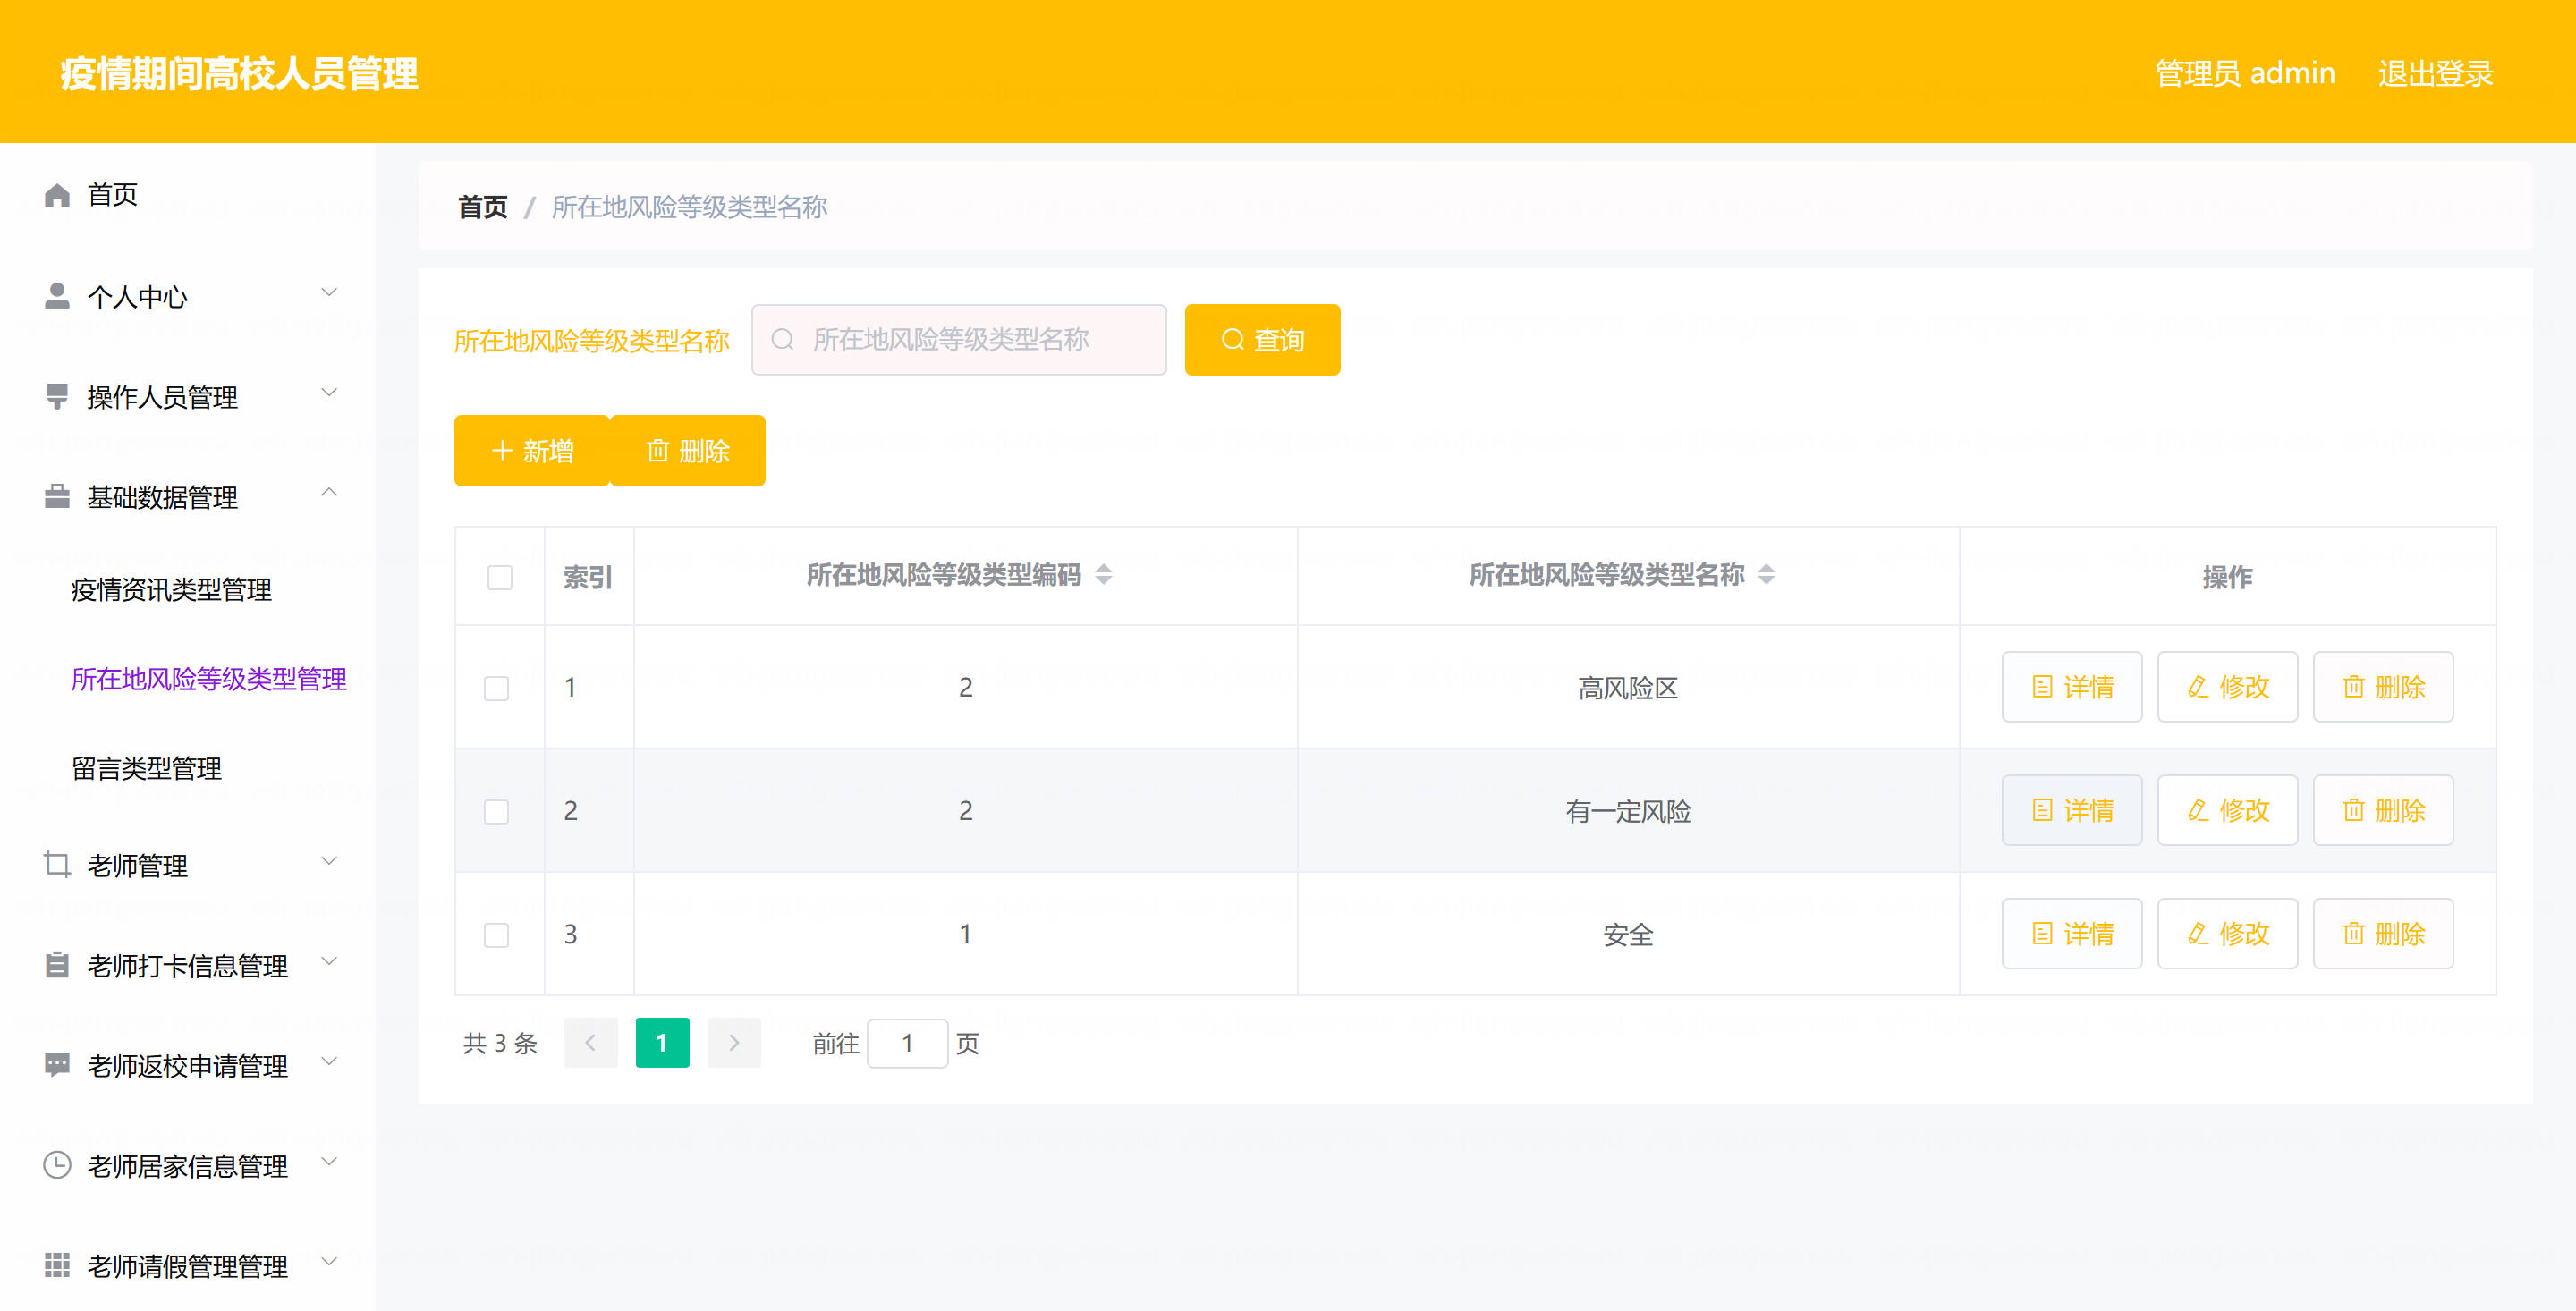 疫情期间高校人员管理
管理员 admin 退出登录
首页
个人中心
操作人员管理
基础数据管理
疫情资讯类型管理
所在地风险等级类型管理
留言类型管理
老师管理
老师打卡信息管理
老师返校申请管理
老师居家信息管理
老师请假管理管理
首页 / 所在地风险等级类型名称
所在地风险等级类型名称 所在地风险等级类型名称 查询
新增 删除
索引 所在地风险等级类型编码 所在地风险等级类型名称 操作
1 2 高风险区 详情 修改 删除
2 2 有一定风险 详情 修改 删除
3 1 安全 详情 修改 删除
共 3 条 1 前往 1 页